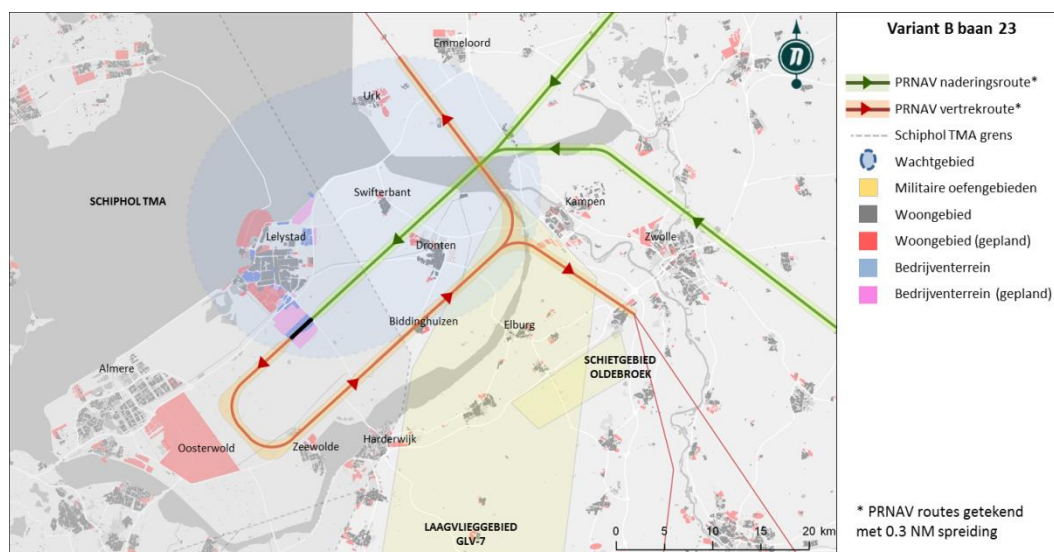 Emmeloord
Urk
SCHIPHOL TMA
Swifterbant
Kampen
Lelystad
Dronten
Zwolle
Biddinghuizen
Elburg
Almere
SCHIETGEBIED
OLDEBROEK
Oosterwold
Zeewolde
Harderwijk
LAAGVLIEGGEBIED
GLV-7
0 5 10 15 20 km
n
Variant B baan 23
PRNAV naderingsroute*
PRNAV vertrekroute*
Schiphol TMA grens
Wachtgebied
Militaire oefengebieden
Woongebied
Woongebied (gepland)
Bedrijventerrein
Bedrijventerrein (gepland)
* PRNAV routes getekend
met 0.3 NM spreiding